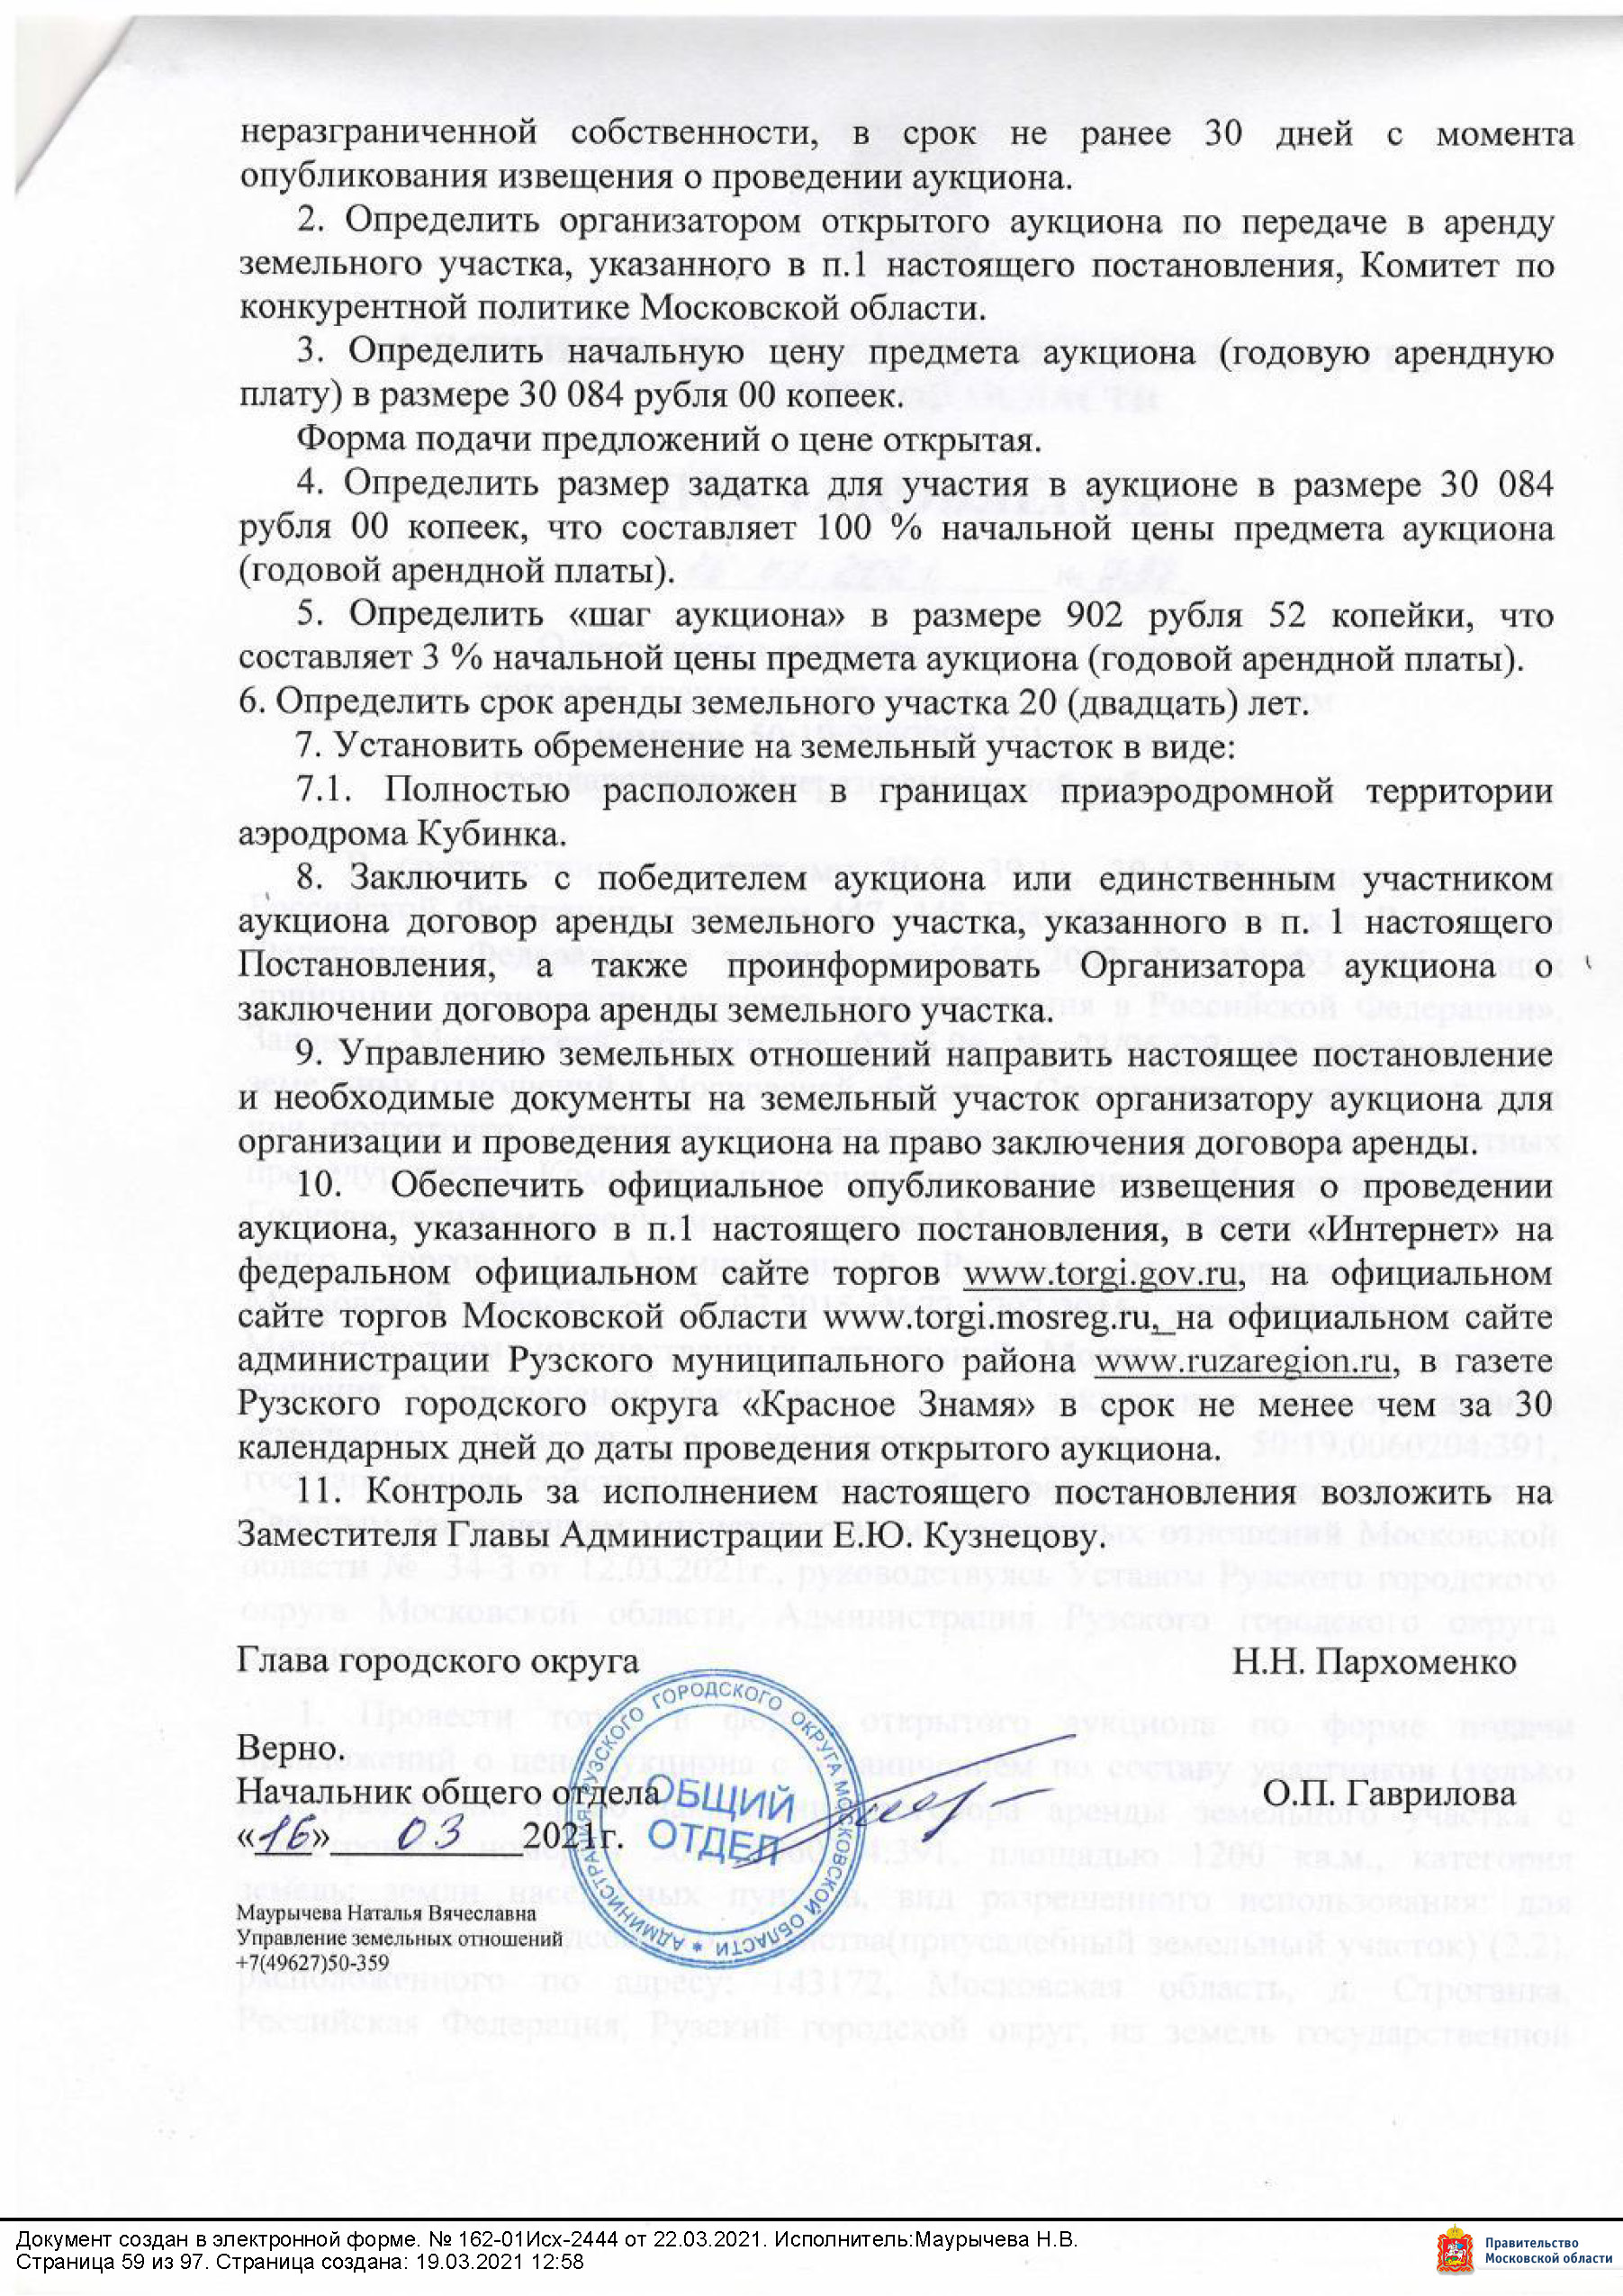 неразграниченной собственности, в срок не ранее 30 дней с момента
опубликования извещения о проведении аукциона.
2. Определить организатором открытого аукциона по передаче в аренду
земельного участка, указанного в п.1 настоящего постановления, Комитет по
конкурентной политике Московской области.
3. Определить начальную цену предмета аукциона (годовую арендную
плату) в размере 30 084 рубля 00 копеек.
Форма подачи предложений о цене открытая.
4. Определить размер задатка для участия в аукционе в размере 30 084
рубля 00 копеек, что составляет 100 % начальной цены предмета аукциона
(годовой арендной платы).
5. Определить «шаг аукциона» в размере 902 рубля 52 копейки, что
составляет 3 % начальной цены предмета аукциона (годовой арендной платы).
6. Определить срок аренды земельного участка 20 (двадцать) лет.
7. Установить обременение на земельный участок в виде:
7.1. Полностью расположен в границах приаэродромной территории
аэродрома Кубинка.
8. Заключить с победителем аукциона или единственным участником
аукциона договор аренды земельного участка, указанного в п. 1 настоящего
Постановления, а также проинформировать Организатора аукциона о
заключении договора аренды земельного участка.
9. Управлению земельных отношений направить настоящее постановление
и необходимые документы на земельный участок организатору аукциона для
организации и проведения аукциона на право заключения договора аренды.
10. Обеспечить официальное опубликование извещения о проведении
аукциона, указанного в п.1 настоящего постановления, в сети «Интернет» на
федеральном официальном сайте торгов www.torgi.gov.ru, на официальном
сайте торгов Московской области www.torgi.mosreg.ru, на официальном сайте
администрации Рузского муниципального района www.ruzaregion.ru, в газете
Рузского городского округа «Красное Знамя» в срок не менее чем за 30
календарных дней до даты проведения открытого аукциона.
11. Контроль за исполнением настоящего постановления возложить на
Заместителя Главы Администрации Е.Ю. Кузнецову.
Глава городского округа Н.Н. Пархоменко
Верно.
Начальник общего отдела О.П. Гаврилова
«16» 03 2021г.
АДМИНИСТРАЦИЯ РУЗСКОГО ГОРОДСКОГО ОКРУГА МОСКОВСКОЙ ОБЛАСТИ *
ОБЩИЙ
ОТДЕЛ
Маурычева Наталья Вячеславна
Управление земельных отношений
+7(49627)50-359
Документ создан в электронной форме. № 162-01Исх-2444 от 22.03.2021. Исполнитель:Маурычева Н.В.
Страница 59 из 97. Страница создана: 19.03.2021 12:58
Правительство
Московской области